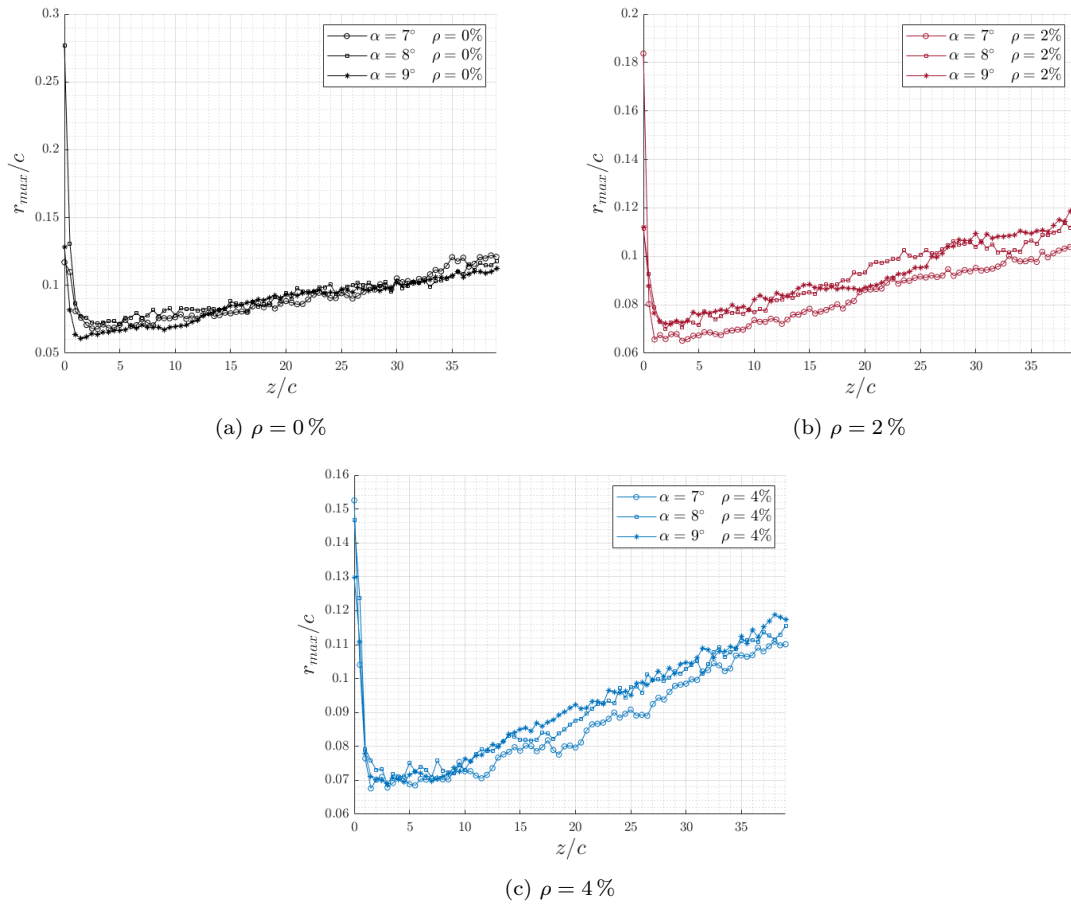 0.3
0.25
0.2
0.15
0.1
0.05
r_max/c
0 5 10 15 20 25 30 35
z/c
α = 7° ρ = 0%
α = 8° ρ = 0%
α = 9° ρ = 0%
(a) ρ = 0 %
0.2
0.18
0.16
0.14
0.12
0.1
0.08
0.06
r_max/c
0 5 10 15 20 25 30 35
z/c
α = 7° ρ = 2%
α = 8° ρ = 2%
α = 9° ρ = 2%
(b) ρ = 2 %
0.16
0.15
0.14
0.13
0.12
0.11
0.1
0.09
0.08
0.07
0.06
r_max/c
0 5 10 15 20 25 30 35
z/c
α = 7° ρ = 4%
α = 8° ρ = 4%
α = 9° ρ = 4%
(c) ρ = 4 %